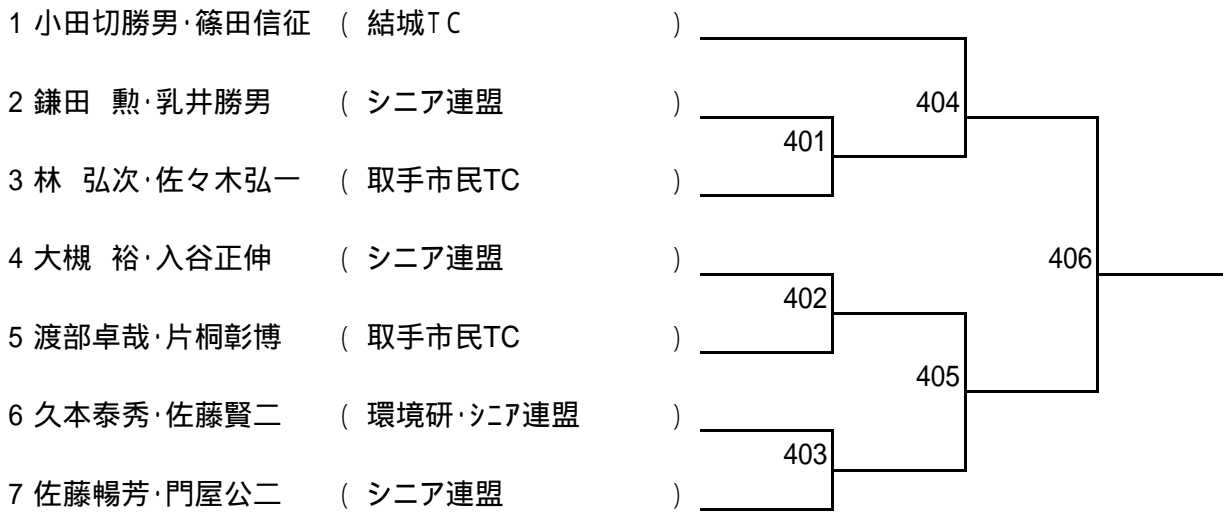 1 小田切勝男･篠田信征 ( 結城TC )
404
2 鎌田 勲･乳井勝男 ( シニア連盟 )
401
3 林 弘次･佐々木弘一 ( 取手市民TC )
4 大槻 裕･入谷正伸 ( シニア連盟 )
406
402
5 渡部卓哉･片桐彰博 ( 取手市民TC )
405
6 久本泰秀･佐藤賢二 ( 環境研･ｼﾆｱ連盟 )
403
7 佐藤暢芳･門屋公二 ( シニア連盟 )